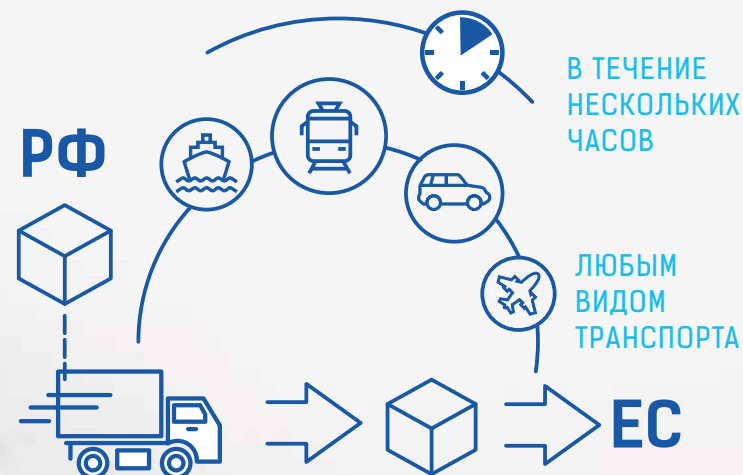 В ТЕЧЕНИЕ
НЕСКОЛЬКИХ
ЧАСОВ
РФ
ЛЮБЫМ
ВИДОМ
ТРАНСПОРТА
ЕС